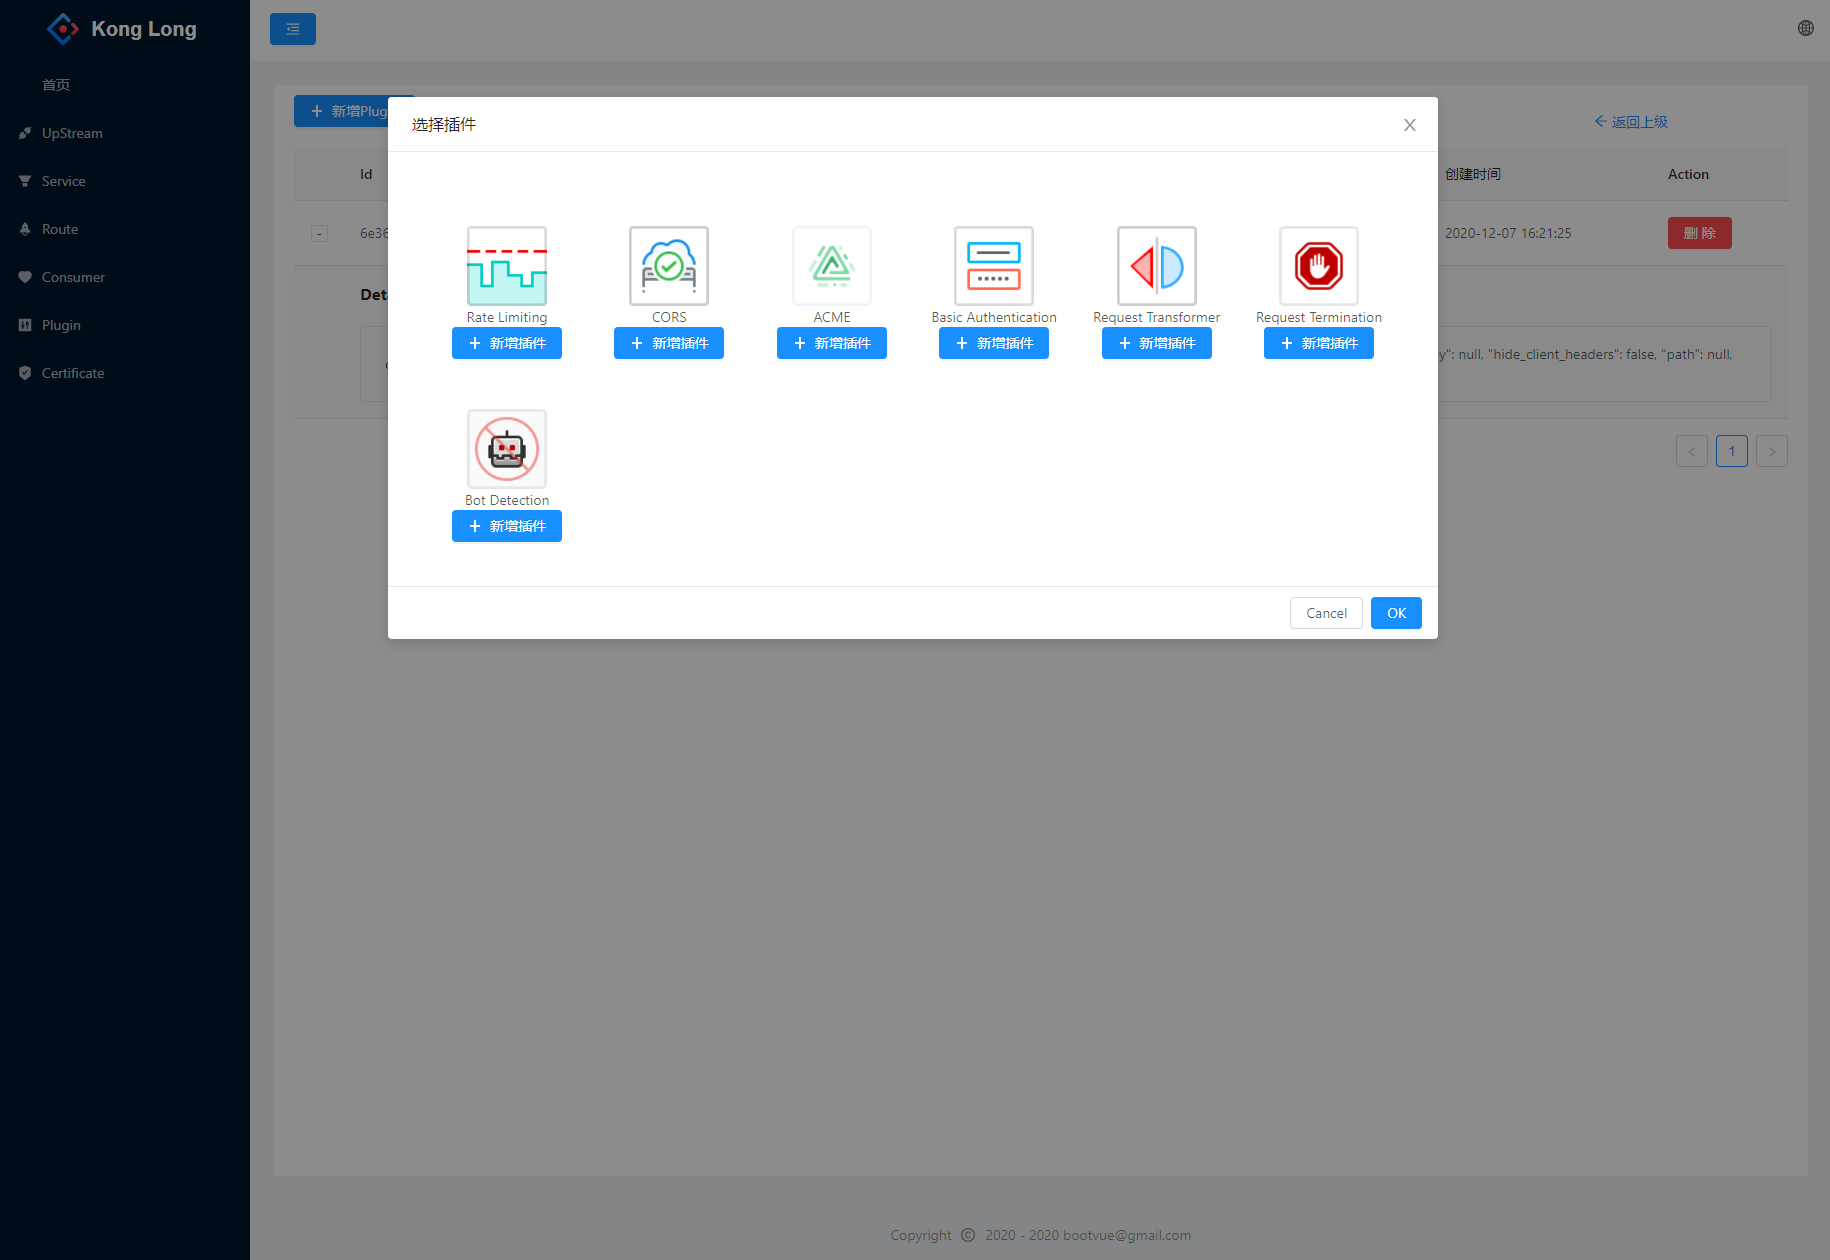 Kong Long
首页
UpStream
Service
Route
Consumer
Plugin
Certificate
新增Plug
返回上级
Id
创建时间
Action
-
6e36
2020-12-07 16:21:25
删 除
Deta
y": null, "hide_client_headers": false, "path": null,
1
选择插件
Rate Limiting
CORS
ACME
Basic Authentication
Request Transformer
Request Termination
新增插件
新增插件
新增插件
新增插件
新增插件
新增插件
Bot Detection
新增插件
Cancel
OK
Copyright © 2020 - 2020 bootvue@gmail.com